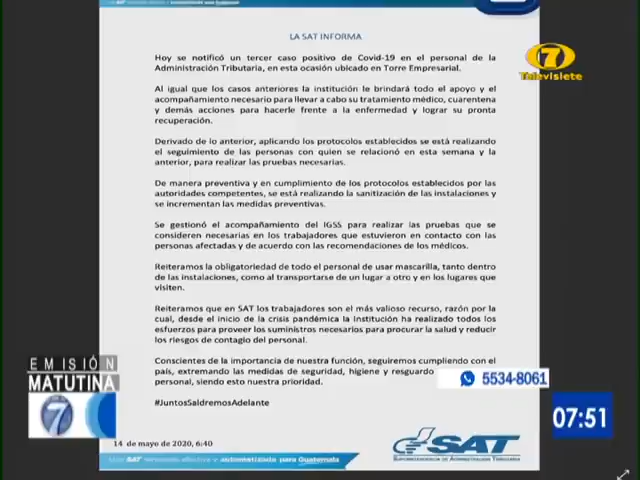 LA SAT INFORMA
Hoy se notificó un tercer caso positivo de Covid-19 en el personal de la
Administración Tributaria, en esta ocasión ubicado en Torre Empresarial.
Al igual que los casos anteriores la institución le brindará todo el apoyo y el
acompañamiento necesario para llevar a cabo su tratamiento médico, cuarentena
y demás acciones para hacerle frente a la enfermedad y lograr su pronta
recuperación.
Derivado de lo anterior, aplicando los protocolos establecidos se está realizando
el seguimiento de las personas con quien se relacionó en esta semana y la
anterior, para realizar las pruebas necesarias.
De manera preventiva y en cumplimiento de los protocolos establecidos por las
autoridades competentes, se está realizando la sanitización de las instalaciones y
se incrementan las medidas preventivas.
Se gestionó el acompañamiento del IGSS para realizar las pruebas que se
consideren necesarias en los trabajadores que estuvieron en contacto con las
personas afectadas y de acuerdo con las recomendaciones de los médicos.
Reiteramos la obligatoriedad de todo el personal de usar mascarilla, tanto dentro
de las instalaciones, como al transportarse de un lugar a otro y en los lugares que
visiten.
Reiteramos que en SAT los trabajadores son el más valioso recurso, razón por la
cual, desde el inicio de la crisis pandémica la Institución ha realizado todos los
esfuerzos para proveer los suministros necesarios para procurar la salud y reducir
los riesgos de contagio del personal.
Conscientes de la importancia de nuestra función, seguiremos cumpliendo con el
país, extremando las medidas de seguridad, higiene y resguardo
personal, siendo esto nuestra prioridad.
#JuntosSaldremosAdelante
14 de mayo de 2020, 6:40
SAT
Superintendencia de Administración Tributaria
SAT
automatizada para Guatemala
7
Televisiete
EMISIÓN
MATUTINA
7
5534-8061
07:51